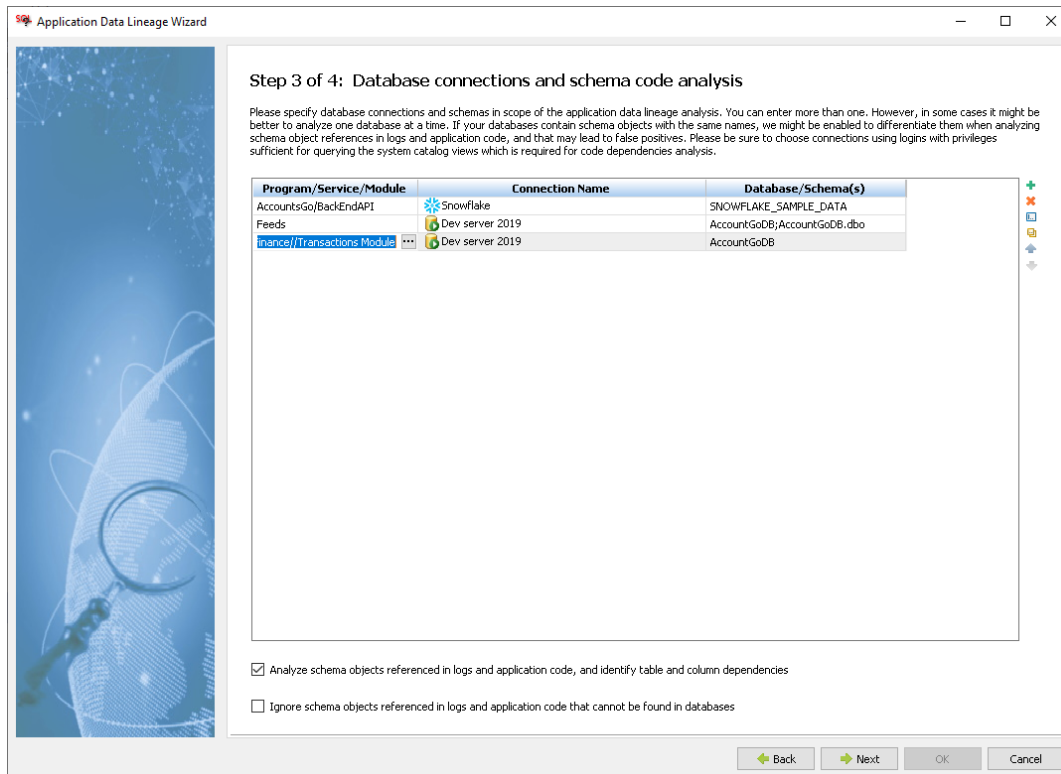 SQL Application Data Lineage Wizard
Step 3 of 4: Database connections and schema code analysis
Please specify database connections and schemas in scope of the application data lineage analysis. You can enter more than one. However, in some cases it might be
better to analyze one database at a time. If your databases contain schema objects with the same names, we might be enabled to differentiate them when analyzing
schema object references in logs and application code, and that may lead to false positives. Please be sure to choose connections using logins with privileges
sufficient for querying the system catalog views which is required for code dependencies analysis.
Program/Service/Module Connection Name Database/Schema(s)
AccountsGo/BackEndAPI Snowflake SNOWFLAKE_SAMPLE_DATA
Feeds Dev server 2019 AccountGoDB;AccountGoDB.dbo
inance//Transactions Module ... Dev server 2019 AccountGoDB
Analyze schema objects referenced in logs and application code, and identify table and column dependencies
Ignore schema objects referenced in logs and application code that cannot be found in databases
Back Next OK Cancel